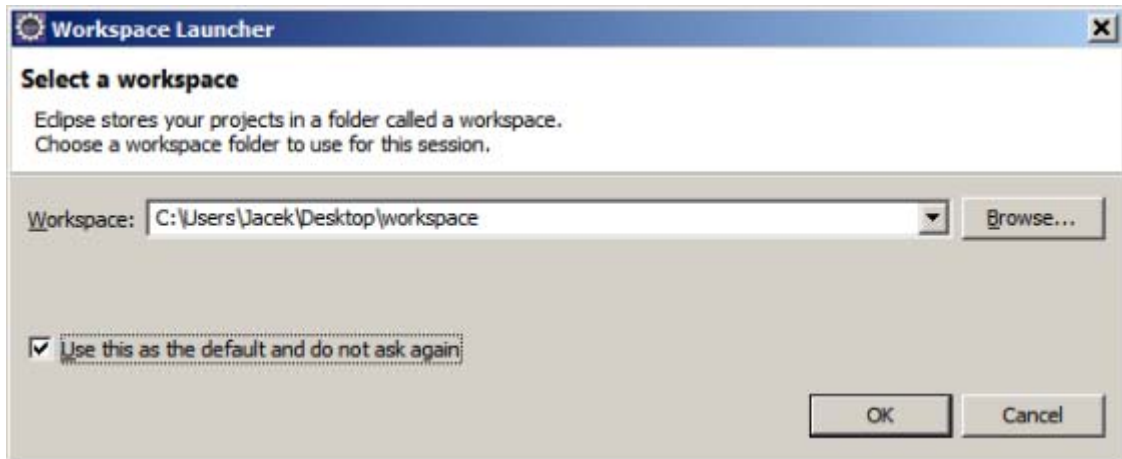 Workspace Launcher
Select a workspace
Eclipse stores your projects in a folder called a workspace.
Choose a workspace folder to use for this session.
Workspace: C:\Users\Jacek\Desktop\workspace Browse...
Use this as the default and do not ask again
OK Cancel